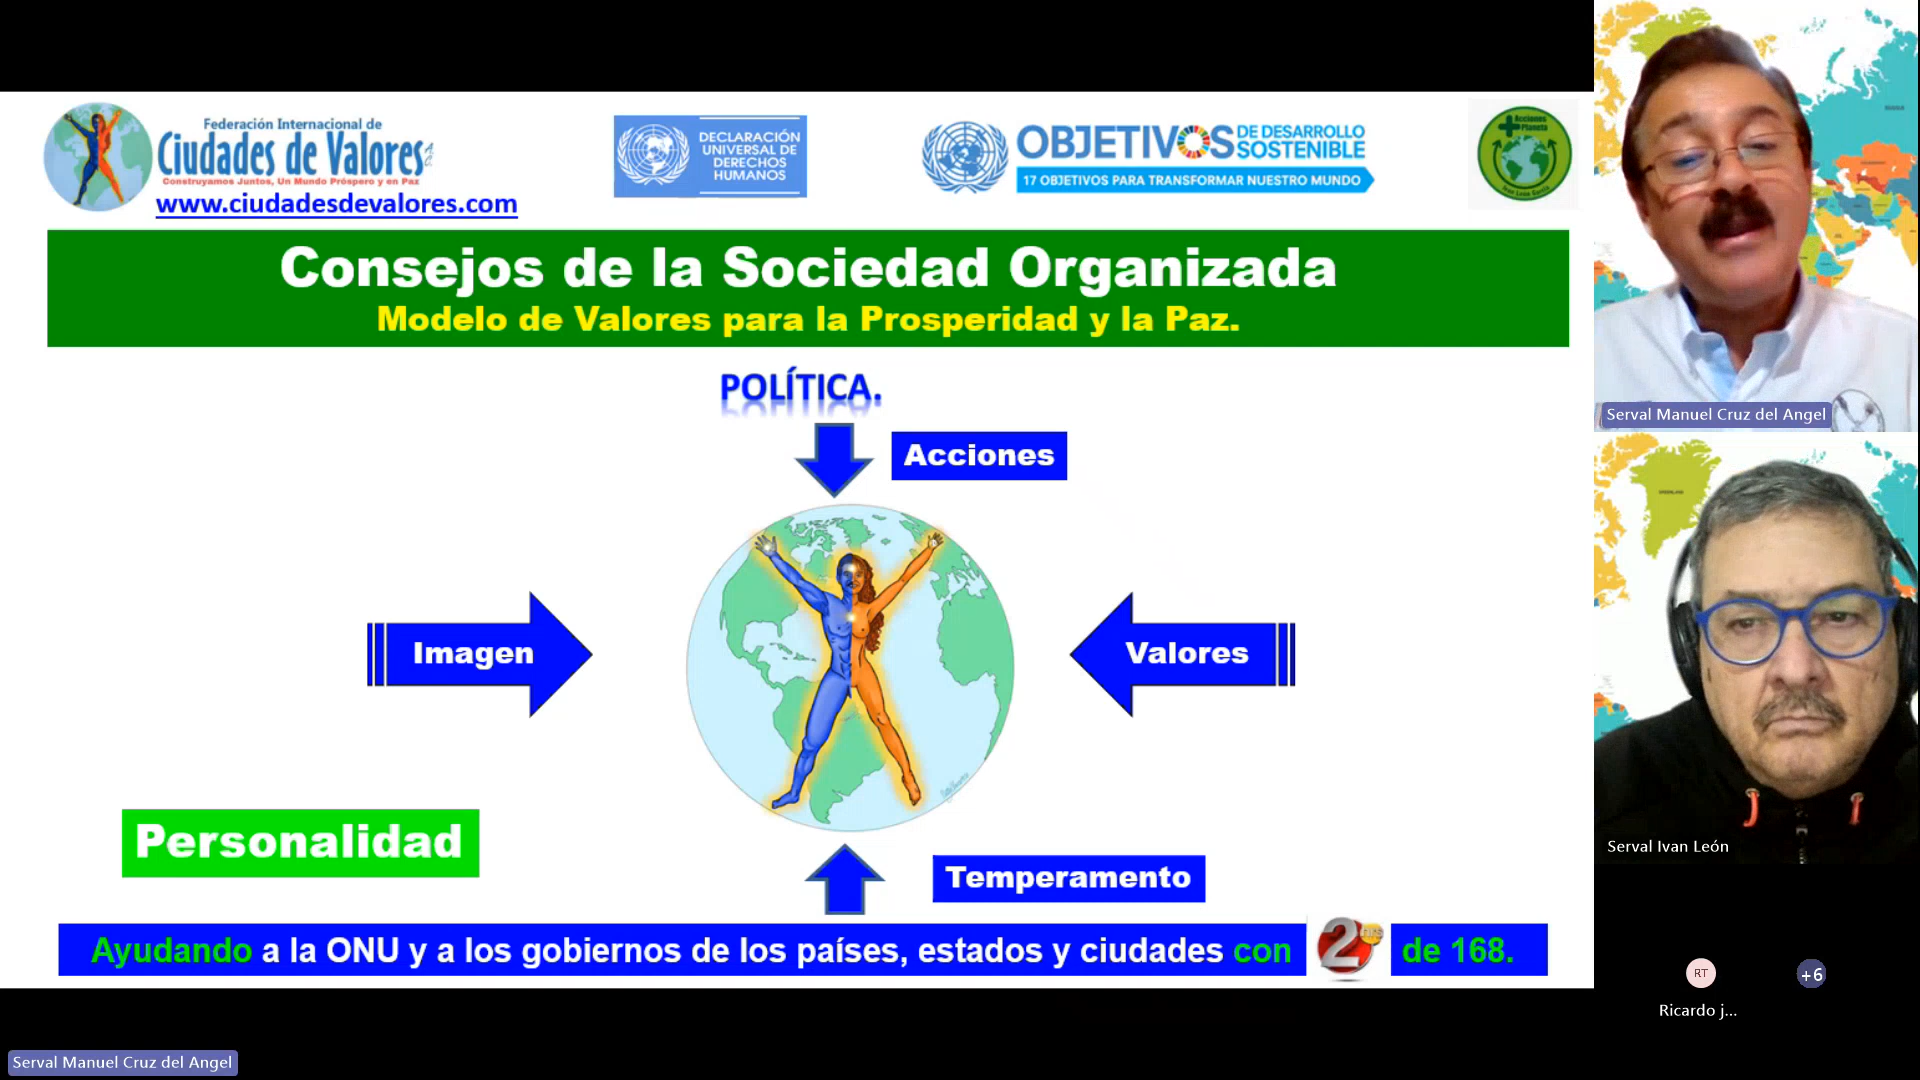 Federación Internacional de
Ciudades de Valores A.C.
Construyamos Juntos, Un Mundo Próspero y en Paz
www.ciudadesdevalores.com
DECLARACIÓN
UNIVERSAL DE
DERECHOS
HUMANOS
OBJETIVOS DE DESARROLLO
SOSTENIBLE
17 OBJETIVOS PARA TRANSFORMAR NUESTRO MUNDO
Acciones
Planeta
Consejos de la Sociedad Organizada
Modelo de Valores para la Prosperidad y la Paz.
POLÍTICA.
Acciones
Imagen
Valores
Personalidad
Temperamento
Ayudando a la ONU y a los gobiernos de los países, estados y ciudades con 2 hrs de 168.
Serval Manuel Cruz del Angel
Serval Ivan León
RT
+6
Ricardo j...
Serval Manuel Cruz del Angel